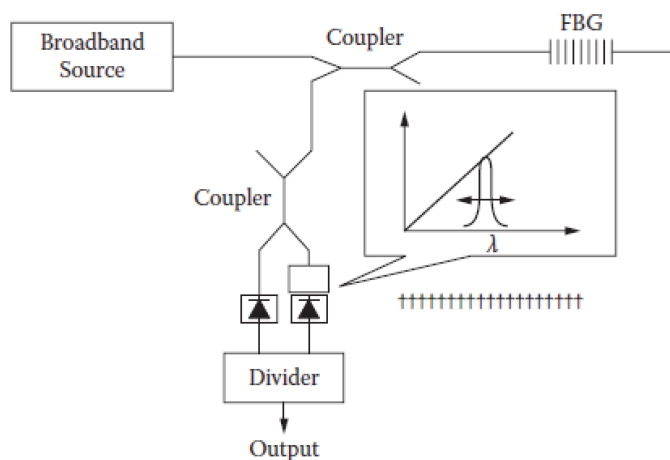 Broadband
Source
Coupler
FBG
Coupler
λ
††††††††††††††††††
Divider
Output